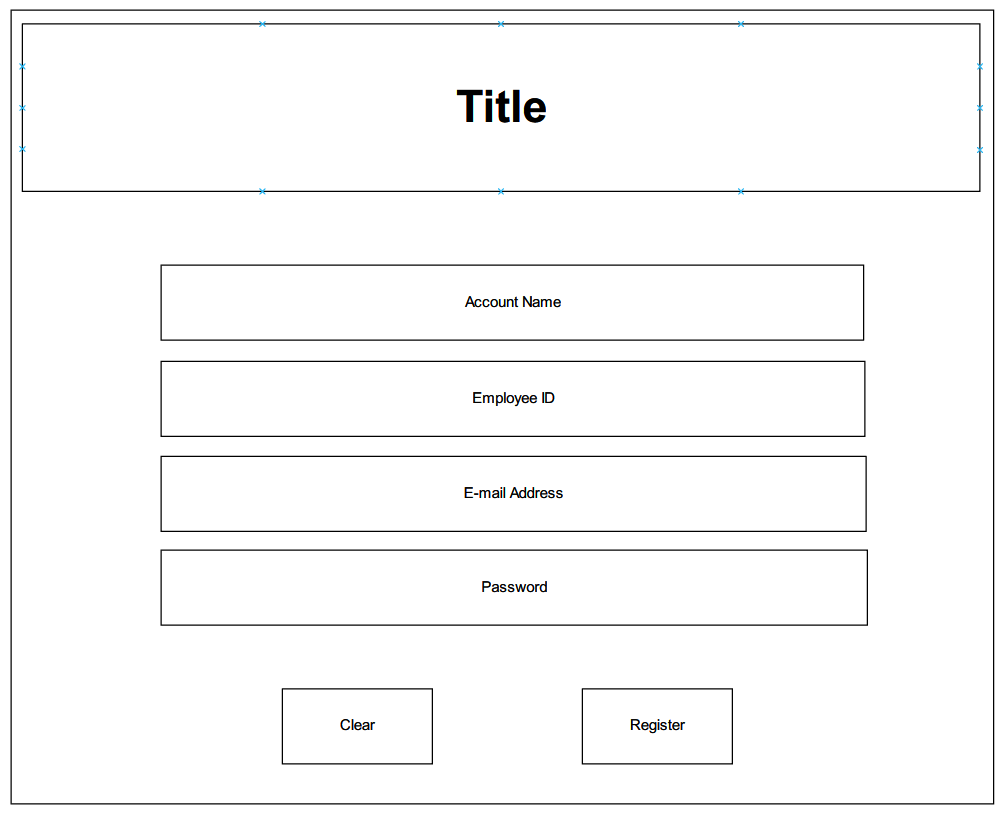 Title
Account Name
Employee ID
E-mail Address
Password
Clear
Register